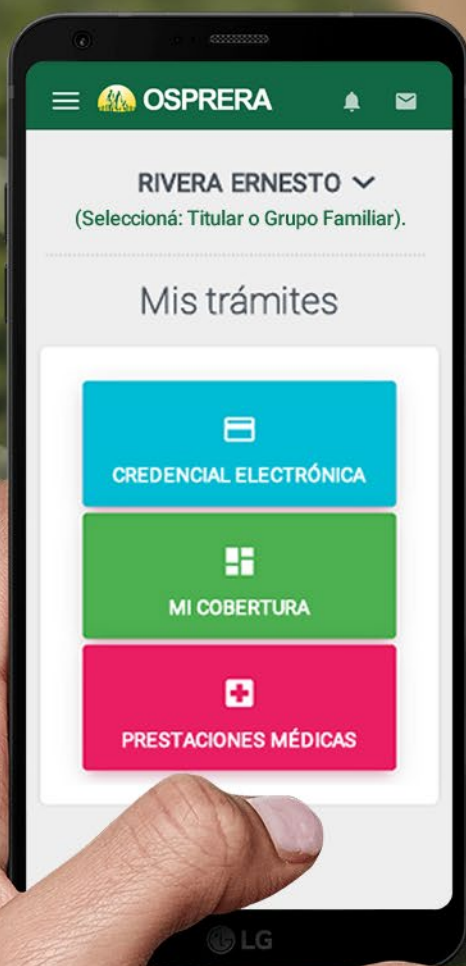 OSPRERA
RIVERA ERNESTO
(Seleccioná: Titular o Grupo Familiar).
Mis trámites
CREDENCIAL ELECTRÓNICA
MI COBERTURA
PRESTACIONES MÉDICAS
LG